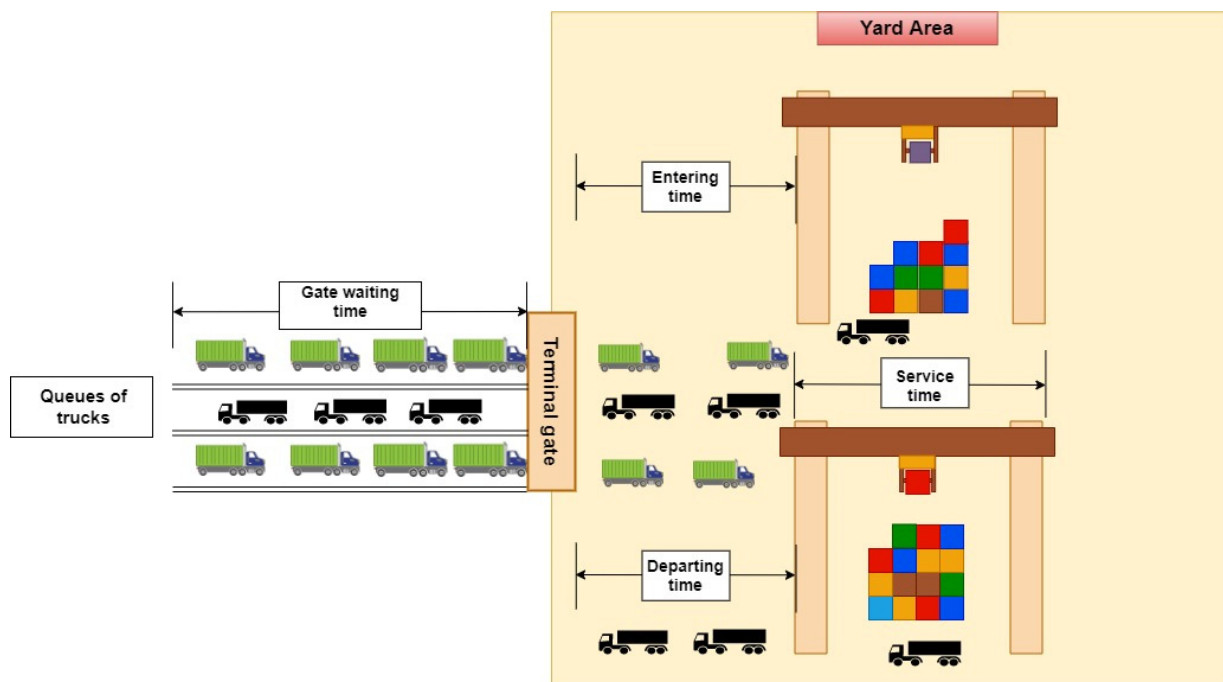 Yard Area
Entering
time
Gate waiting
time
Terminal gate
Queues of
trucks
Service
time
Departing
time